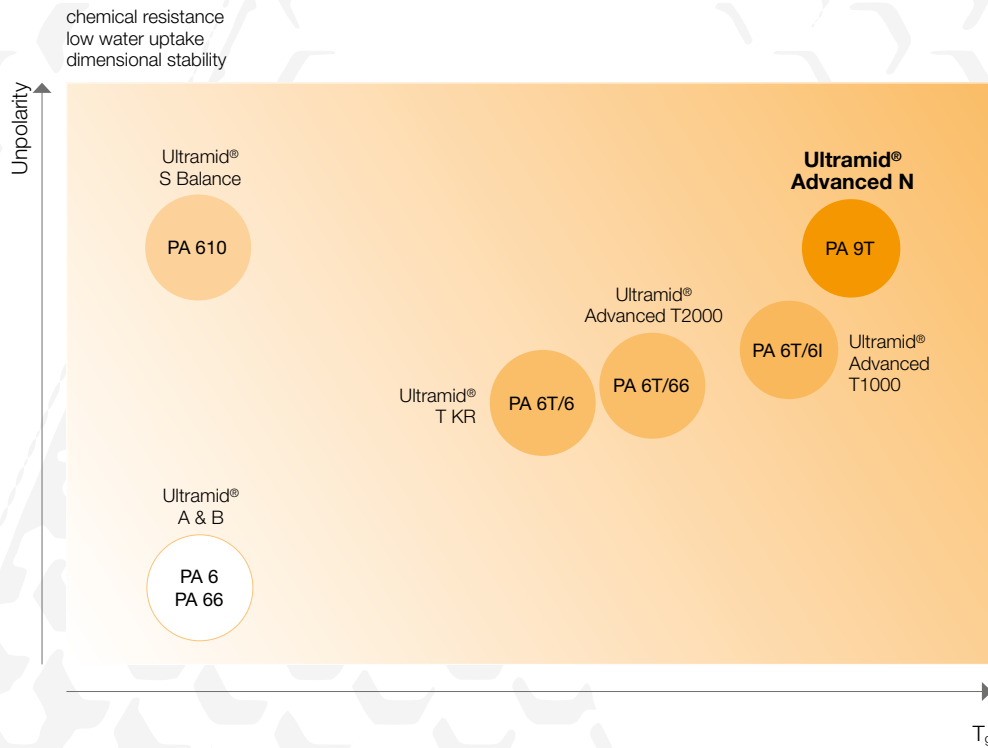 chemical resistance
low water uptake
dimensional stability
Unpolarity
Ultramid®
S Balance
PA 610
Ultramid®
Advanced N
PA 9T
Ultramid®
Advanced T2000
PA 6T/66
PA 6T/6I
Ultramid®
Advanced
T1000
Ultramid®
T KR
PA 6T/6
Ultramid®
A & B
PA 6
PA 66
Tg